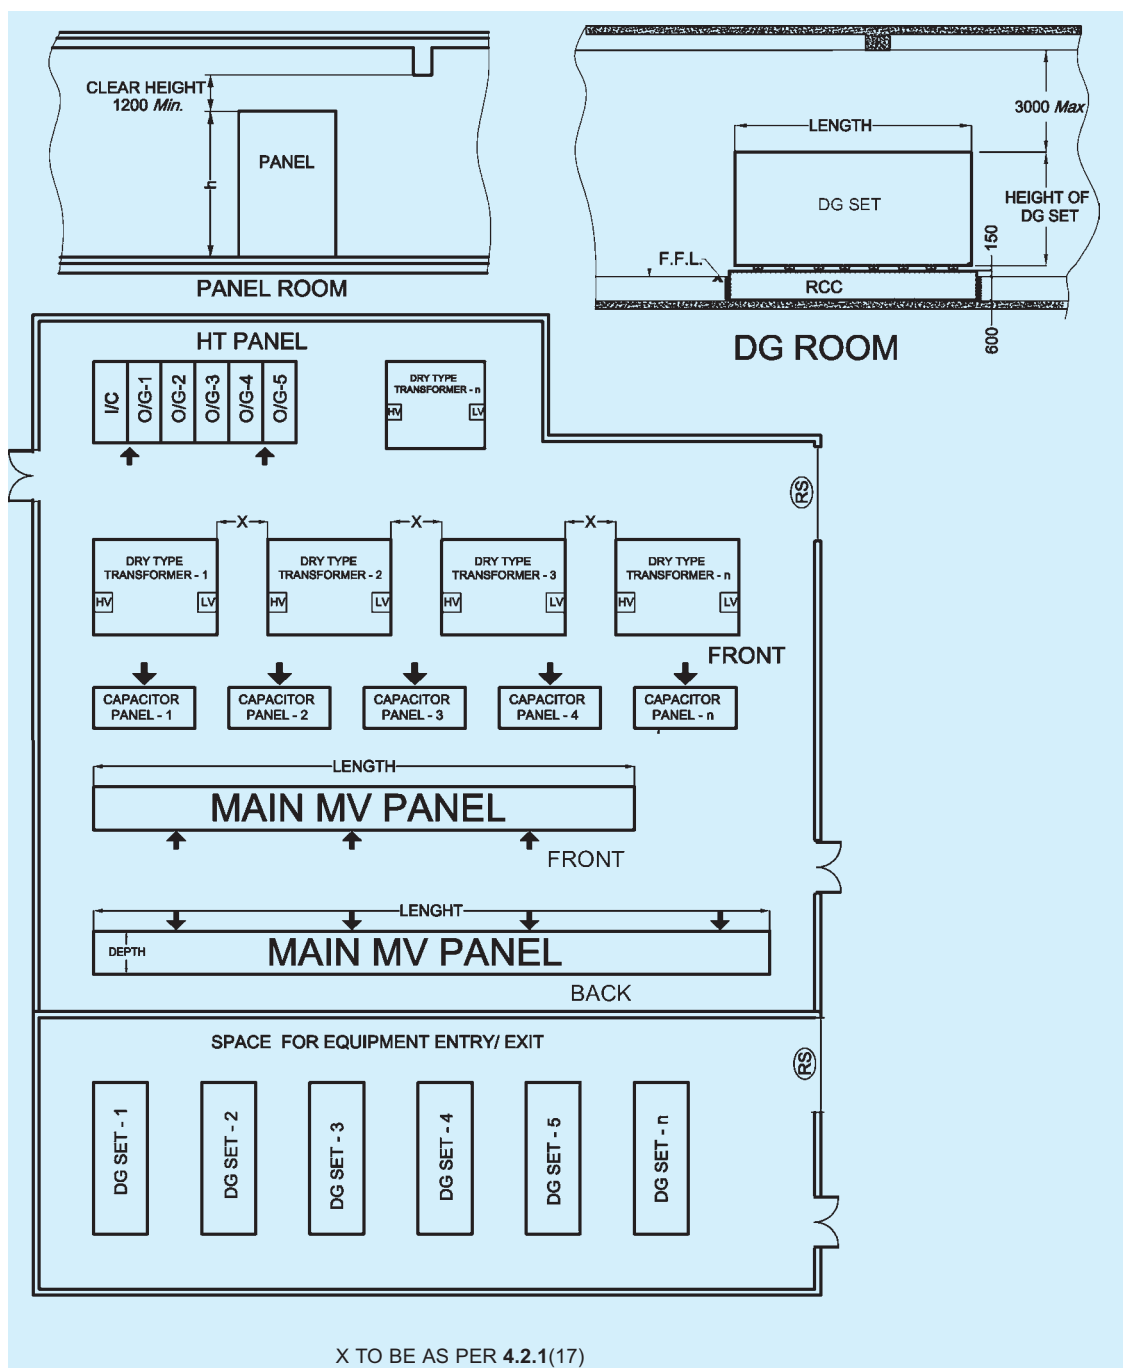 CLEAR HEIGHT
1200 Min.
h
PANEL
PANEL ROOM
3000 Max
LENGTH
DG SET
HEIGHT OF
DG SET
150
F.F.L.
RCC
600
DG ROOM
HT PANEL
I/C
O/G-1
O/G-2
O/G-3
O/G-4
O/G-5
DRY TYPE
TRANSFORMER - n
HV
LV
RS
X
X
X
DRY TYPE
TRANSFORMER - 1
HV
LV
DRY TYPE
TRANSFORMER - 2
HV
LV
DRY TYPE
TRANSFORMER - 3
HV
LV
DRY TYPE
TRANSFORMER - n
HV
LV
FRONT
CAPACITOR
PANEL - 1
CAPACITOR
PANEL - 2
CAPACITOR
PANEL - 3
CAPACITOR
PANEL - 4
CAPACITOR
PANEL - n
LENGTH
MAIN MV PANEL
FRONT
LENGHT
DEPTH
MAIN MV PANEL
BACK
SPACE FOR EQUIPMENT ENTRY/ EXIT
RS
DG SET - 1
DG SET - 2
DG SET - 3
DG SET - 4
DG SET - 5
DG SET - n
X TO BE AS PER 4.2.1(17)